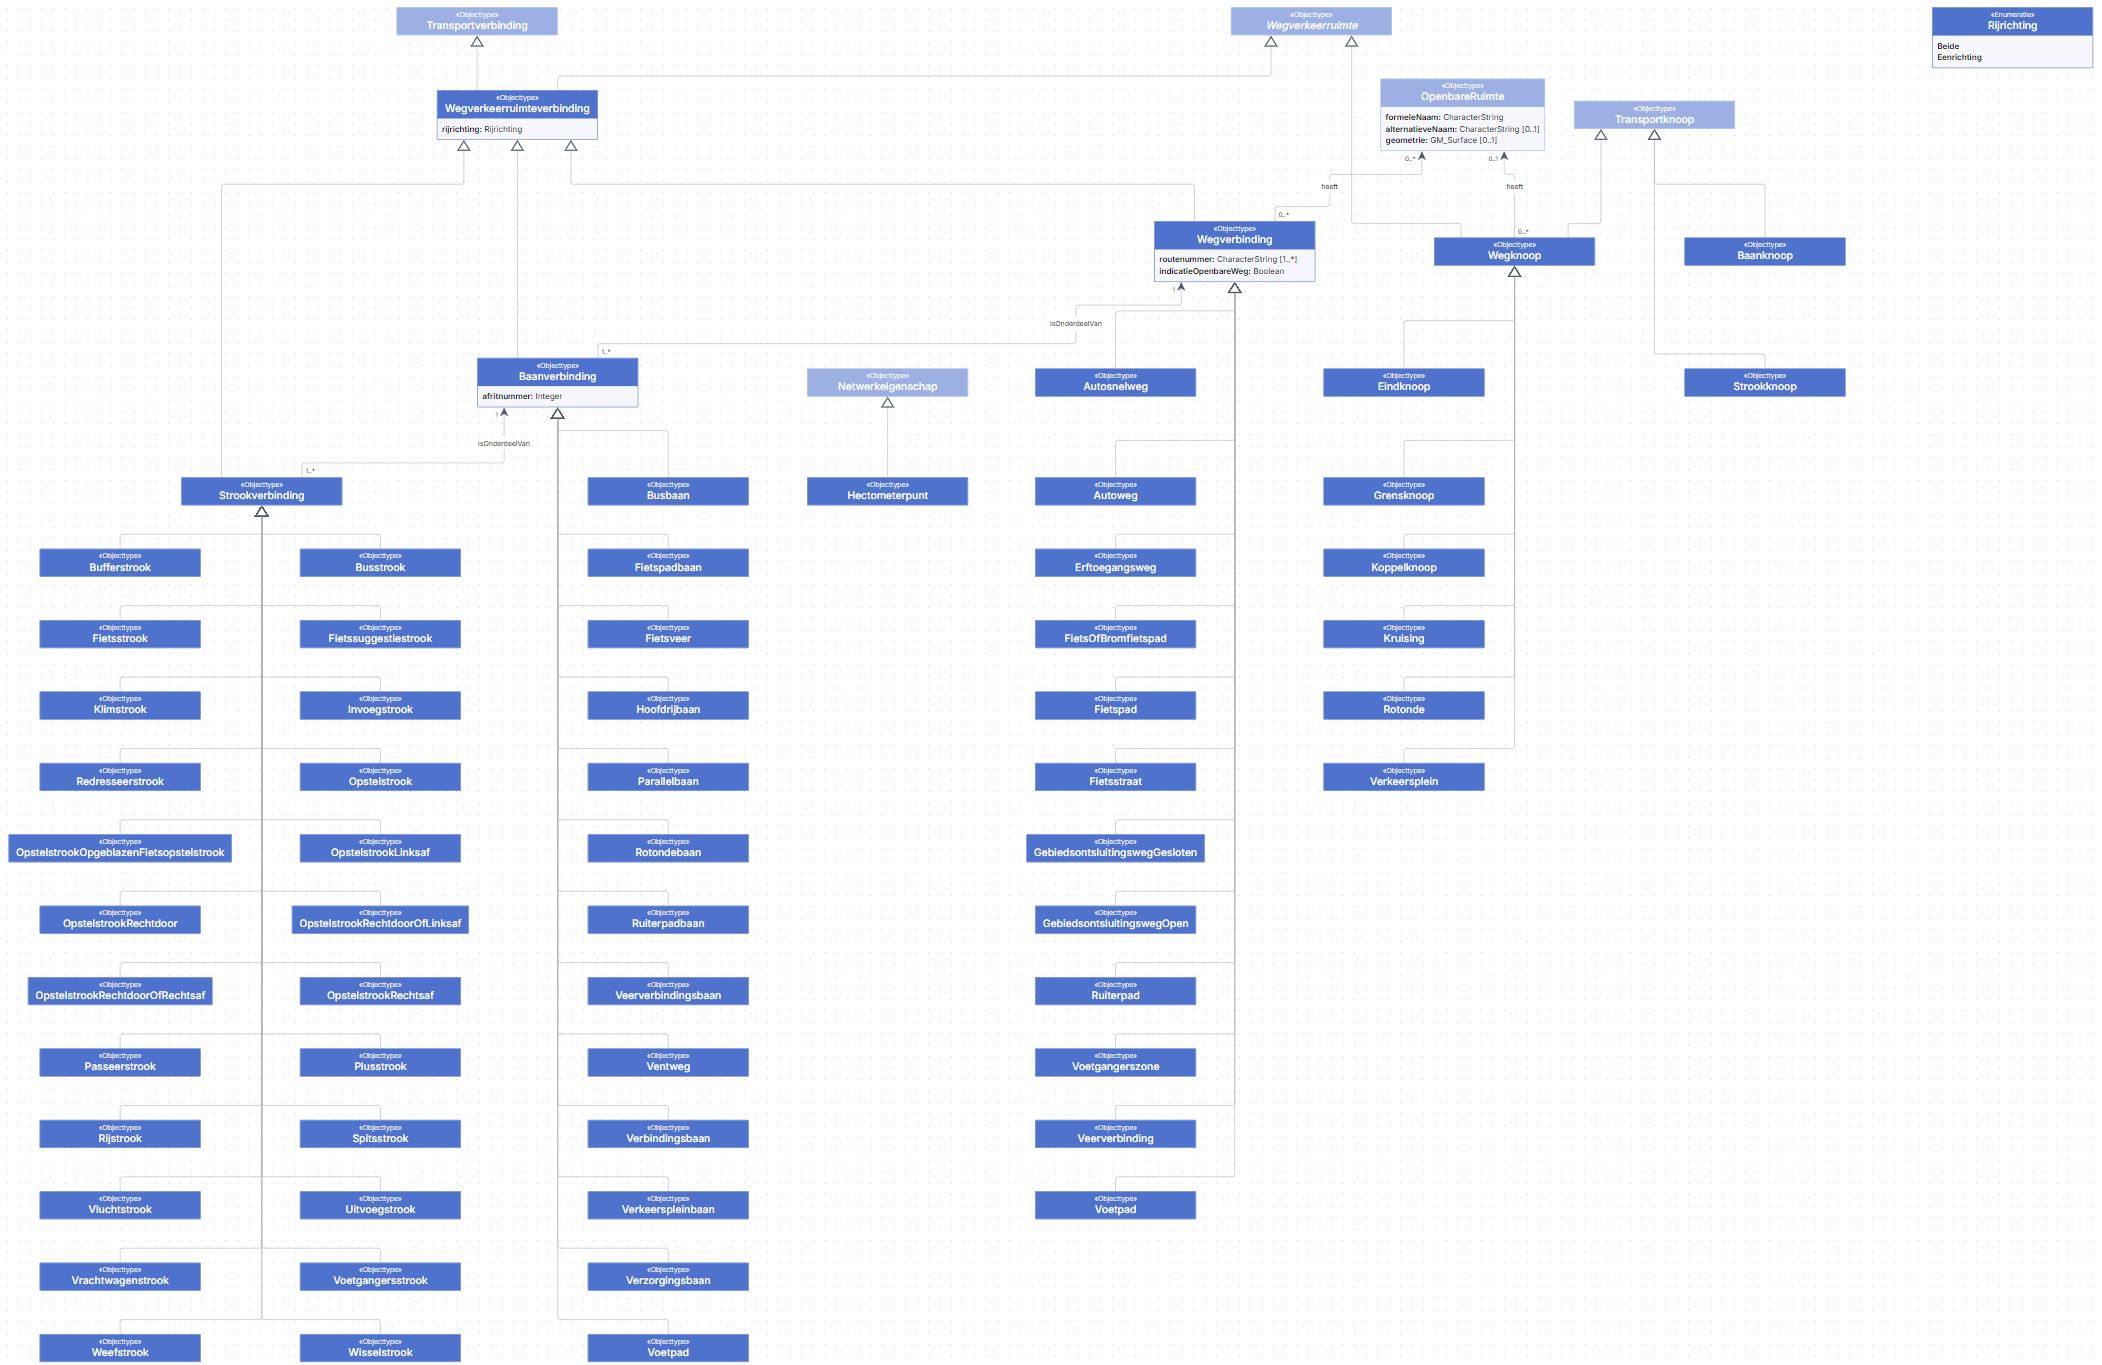 «Objecttype»
Transportverbinding
«Objecttype»
Wegverkeerruimte
«Enumeratie»
Rijrichting
Beide
Eenrichting
«Objecttype»
Wegverkeerruimteverbinding
rijrichting: Rijrichting
«Objecttype»
OpenbareRuimte
formeleNaam: CharacterString
alternatieveNaam: CharacterString [0..1]
geometrie: GM_Surface [0..1]
«Objecttype»
Transportknoop
0..*
0..1
heeft
heeft
0..*
0..*
«Objecttype»
Wegverbinding
routenummer: CharacterString [1..*]
indicatieOpenbareWeg: Boolean
«Objecttype»
Wegknoop
«Objecttype»
Baanknoop
1
isOnderdeelVan
1..*
«Objecttype»
Baanverbinding
afritnummer: Integer
«Objecttype»
Netwerkeigenschap
«Objecttype»
Autosnelweg
«Objecttype»
Eindknoop
«Objecttype»
Strookknoop
1
isOnderdeelVan
1..*
«Objecttype»
Strookverbinding
«Objecttype»
Busbaan
«Objecttype»
Hectometerpunt
«Objecttype»
Autoweg
«Objecttype»
Grensknoop
«Objecttype»
Bufferstrook
«Objecttype»
Busstrook
«Objecttype»
Fietspadbaan
«Objecttype»
Erftoegangsweg
«Objecttype»
Koppelknoop
«Objecttype»
Fietsstrook
«Objecttype»
Fietssuggestiestrook
«Objecttype»
Fietsveer
«Objecttype»
FietsOfBromfietspad
«Objecttype»
Kruising
«Objecttype»
Klimstrook
«Objecttype»
Invoegstrook
«Objecttype»
Hoofdrijbaan
«Objecttype»
Fietspad
«Objecttype»
Rotonde
«Objecttype»
Redresseerstrook
«Objecttype»
Opstelstrook
«Objecttype»
Parallelbaan
«Objecttype»
Fietsstraat
«Objecttype»
Verkeersplein
«Objecttype»
OpstelstrookOpgeblazenFietsopstelstrook
«Objecttype»
OpstelstrookLinksaf
«Objecttype»
Rotondebaan
«Objecttype»
GebiedsontsluitingswegGesloten
«Objecttype»
OpstelstrookRechtdoor
«Objecttype»
OpstelstrookRechtdoorOfLinksaf
«Objecttype»
Ruiterpadbaan
«Objecttype»
GebiedsontsluitingswegOpen
«Objecttype»
OpstelstrookRechtdoorOfRechtsaf
«Objecttype»
OpstelstrookRechtsaf
«Objecttype»
Veerverbindingsbaan
«Objecttype»
Ruiterpad
«Objecttype»
Passeerstrook
«Objecttype»
Plusstrook
«Objecttype»
Ventweg
«Objecttype»
Voetgangerszone
«Objecttype»
Rijstrook
«Objecttype»
Spitsstrook
«Objecttype»
Verbindingsbaan
«Objecttype»
Veerverbinding
«Objecttype»
Vluchtstrook
«Objecttype»
Uitvoegstrook
«Objecttype»
Verkeerspleinbaan
«Objecttype»
Voetpad
«Objecttype»
Vrachtwagenstrook
«Objecttype»
Voetgangersstrook
«Objecttype»
Verzorgingsbaan
«Objecttype»
Weefstrook
«Objecttype»
Wisselstrook
«Objecttype»
Voetpad